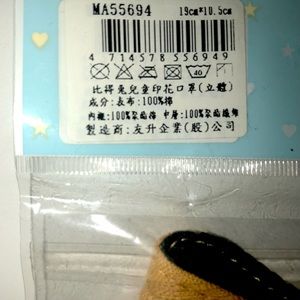 MA55694 19cm*10.5cm
4 714578 556949
40
比得兔兒童印花口罩(立體)
成分:表布:100%棉
內襯:100%聚酯棉 中層:100%聚酯纖維
製造商:友升企業(股)公司